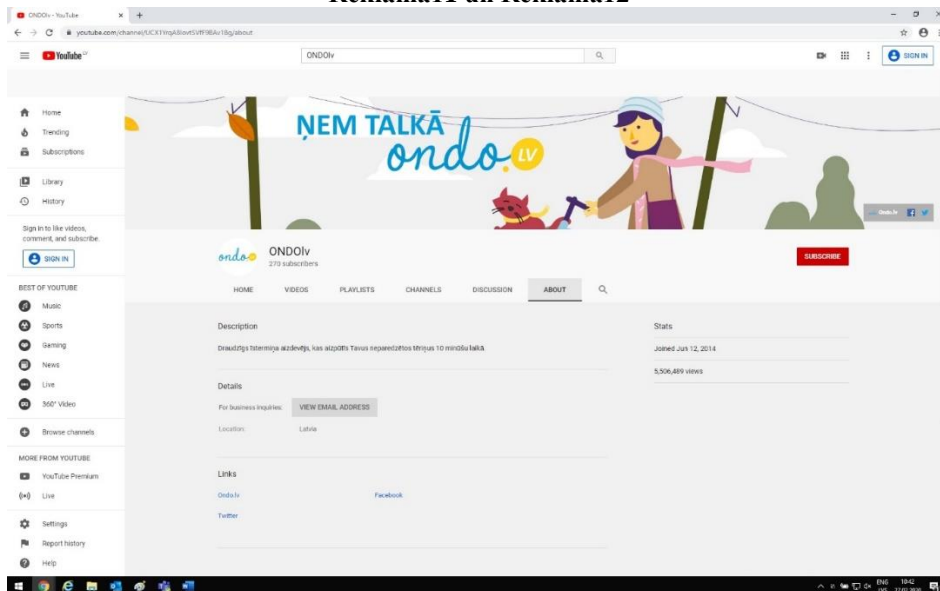 Reklāma11 un Reklāma12
ONDOlv - YouTube
youtube.com/channel/
YouTube
ONDOlv
SIGN IN
Home
Trending
Subscriptions
Library
History
Sign in to like videos,
comment, and subscribe.
SIGN IN
BEST OF YOUTUBE
Music
Sports
Gaming
News
Live
360° Video
Browse channels
MORE FROM YOUTUBE
YouTube Premium
Live
Settings
Report history
Help
ŅEM TALKĀ
ondo.LV
Ondo.lv
ondo
ONDOlv
270 subscribers
SUBSCRIBE
HOME VIDEOS PLAYLISTS CHANNELS DISCUSSION ABOUT
Description
Draudzīgs īstermiņa aizdevējs, kas aizpūtīs Tavus neparedzētos tēriņus 10 minūšu laikā.
Details
For business inquiries: VIEW EMAIL ADDRESS
Location: Latvia
Links
Ondo.lv Facebook
Twitter
Stats
Joined Jun 12, 2014
5,506,489 views
ENG
10:42